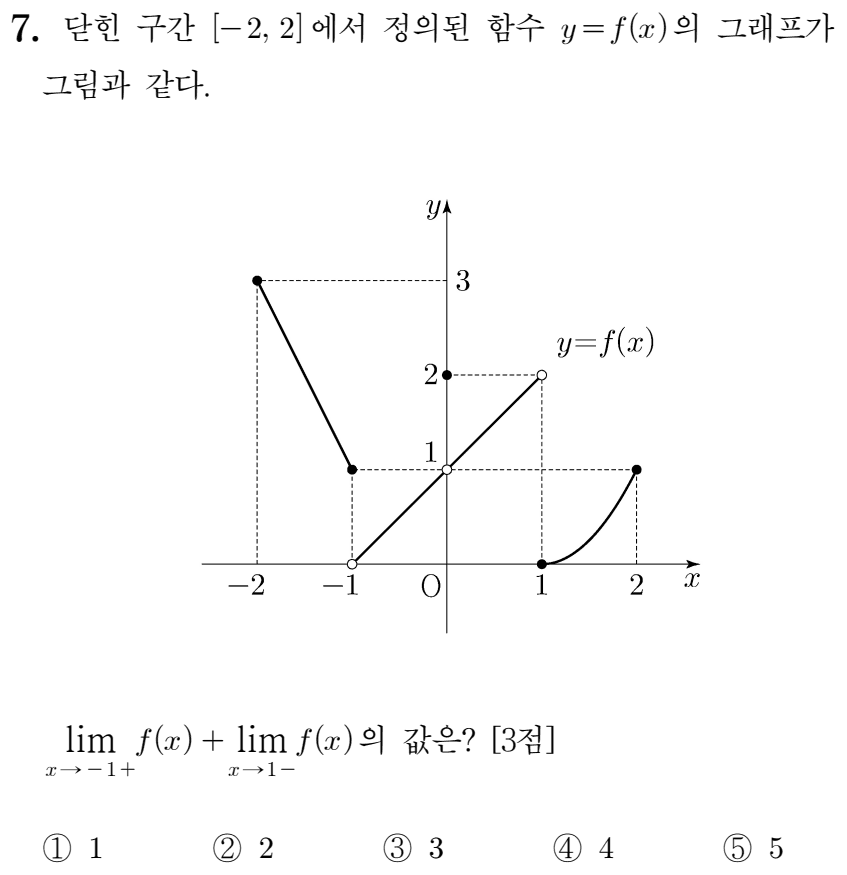 7. 닫힌 구간 [−2, 2]에서 정의된 함수 y=f(x)의 그래프가
그림과 같다.
y
3
y=f(x)
2
1
−2 −1 O 1 2 x
lim f(x) + lim f(x)의 값은? [3점]
x→−1+ x→1−
① 1 ② 2 ③ 3 ④ 4 ⑤ 5